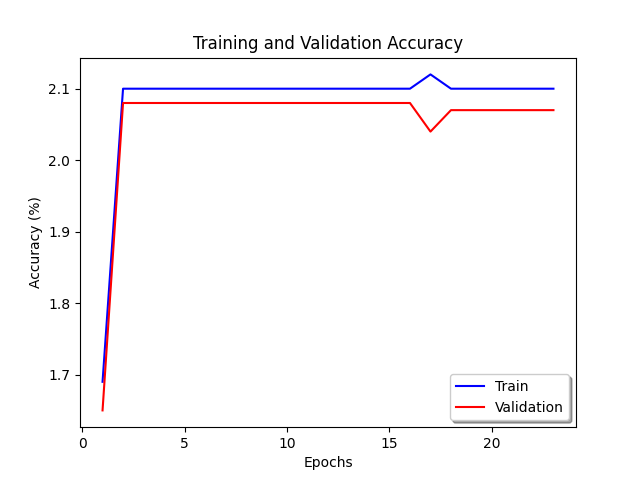 Training and Validation Accuracy
Accuracy (%)
2.1
2.0
1.9
1.8
1.7
0
5
10
15
20
Epochs
Train
Validation